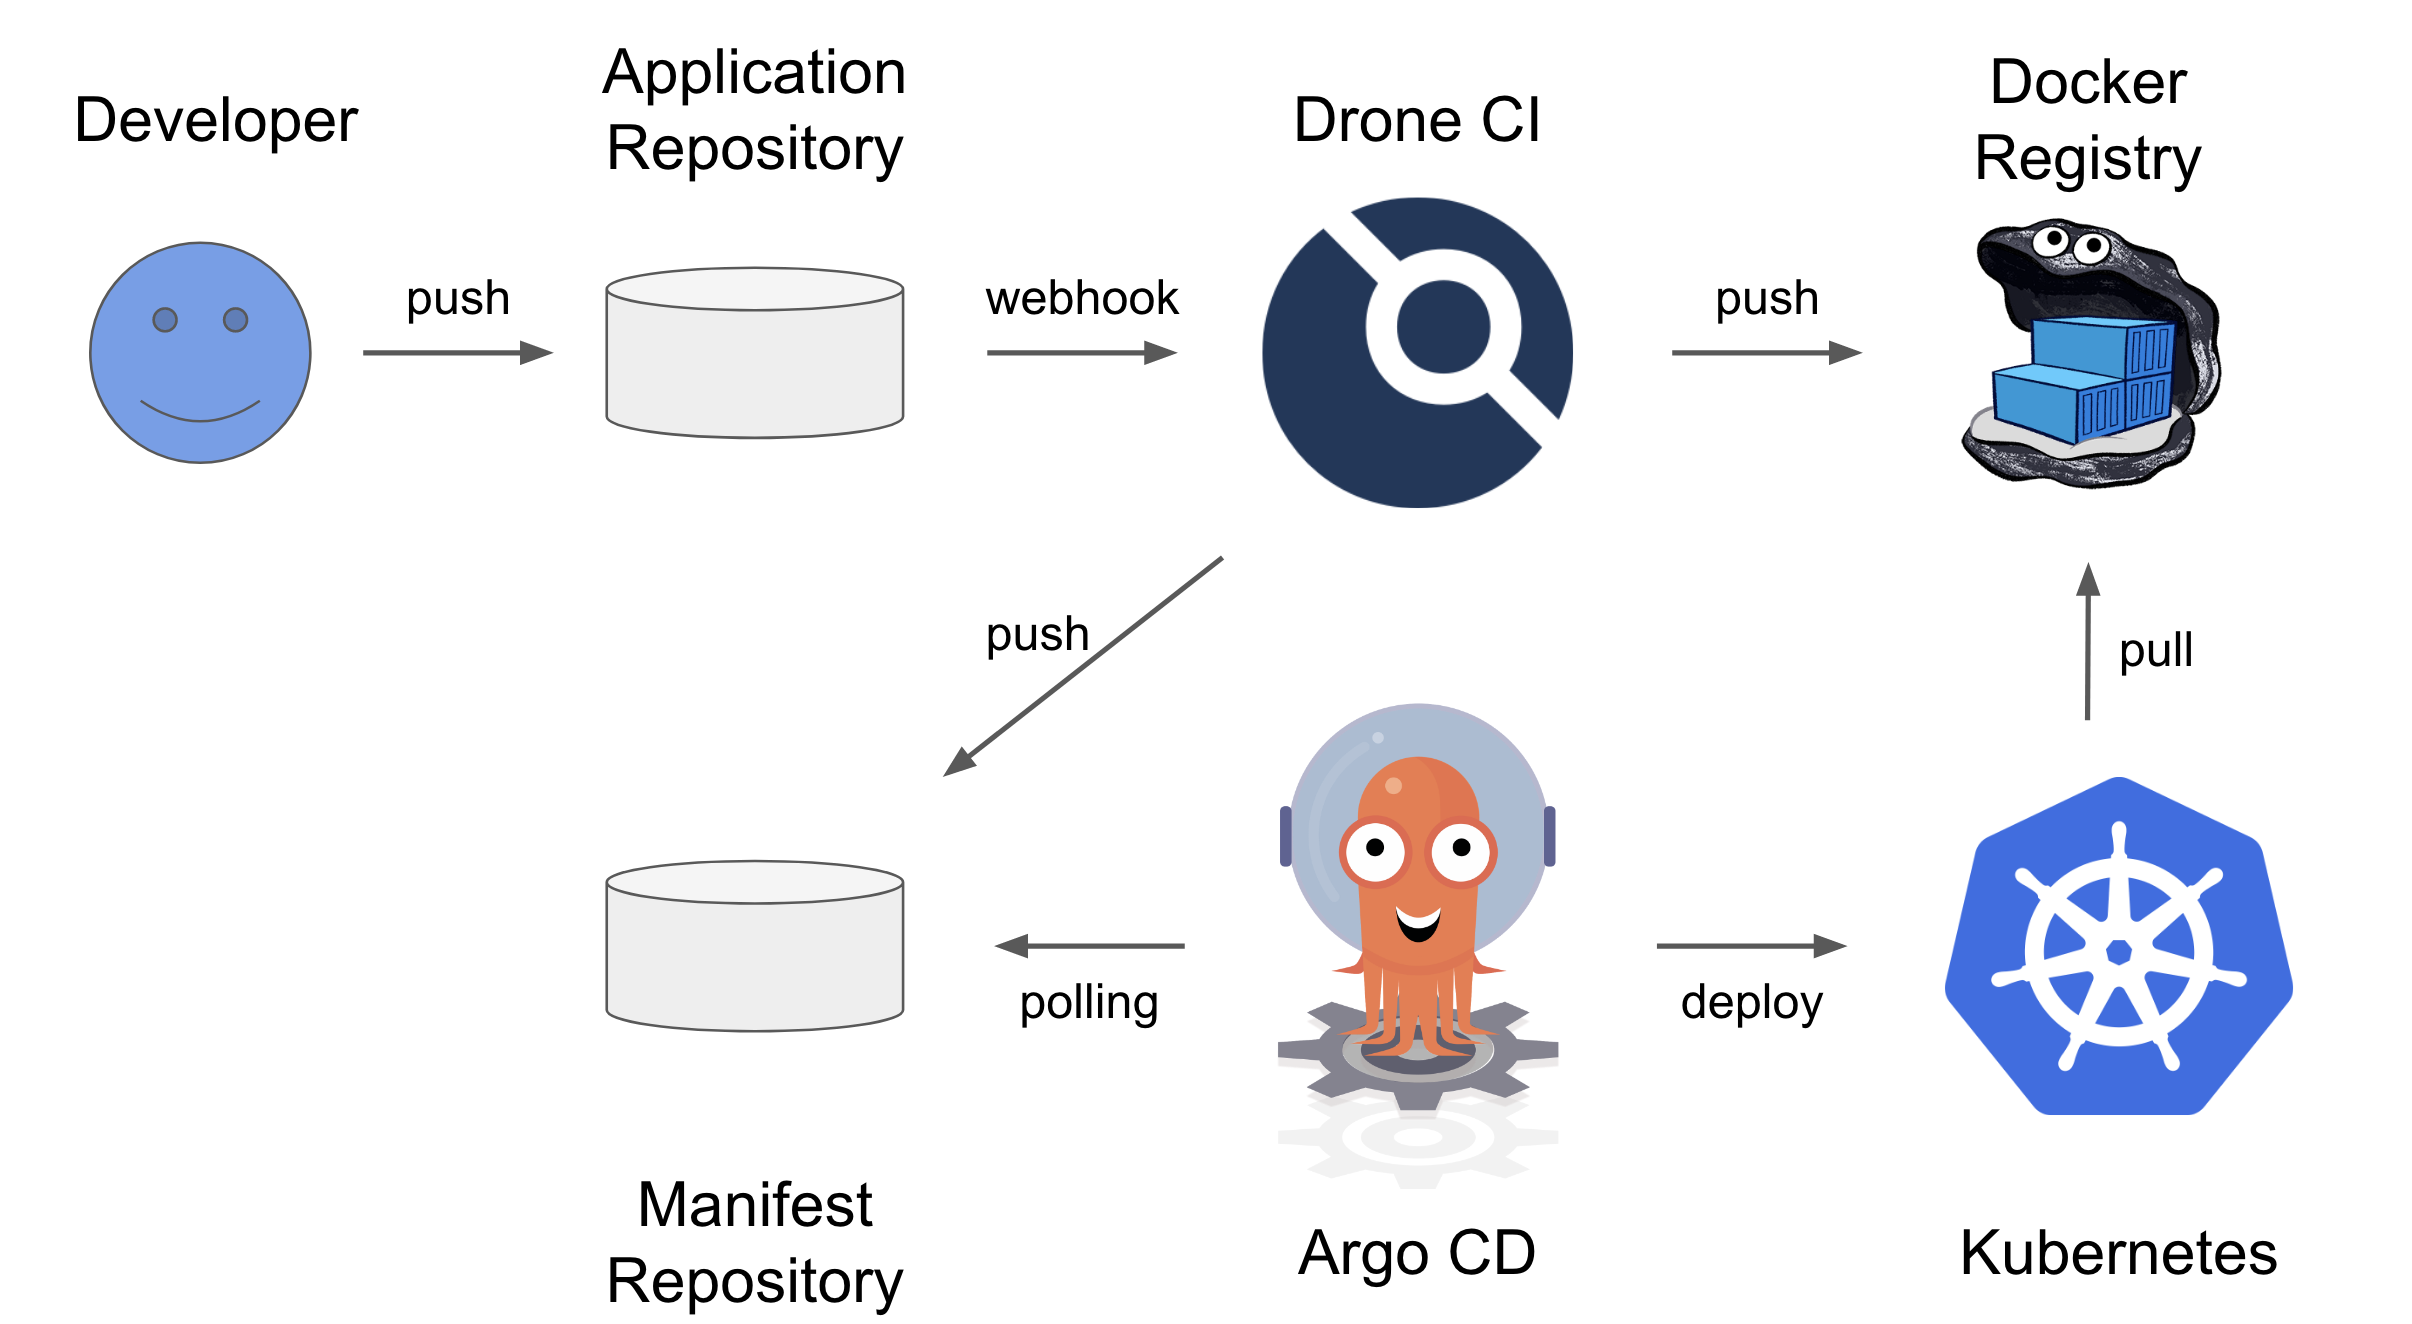 Developer
Application
Repository
Drone CI
Docker
Registry
push
webhook
push
push
pull
polling
deploy
Manifest
Repository
Argo CD
Kubernetes